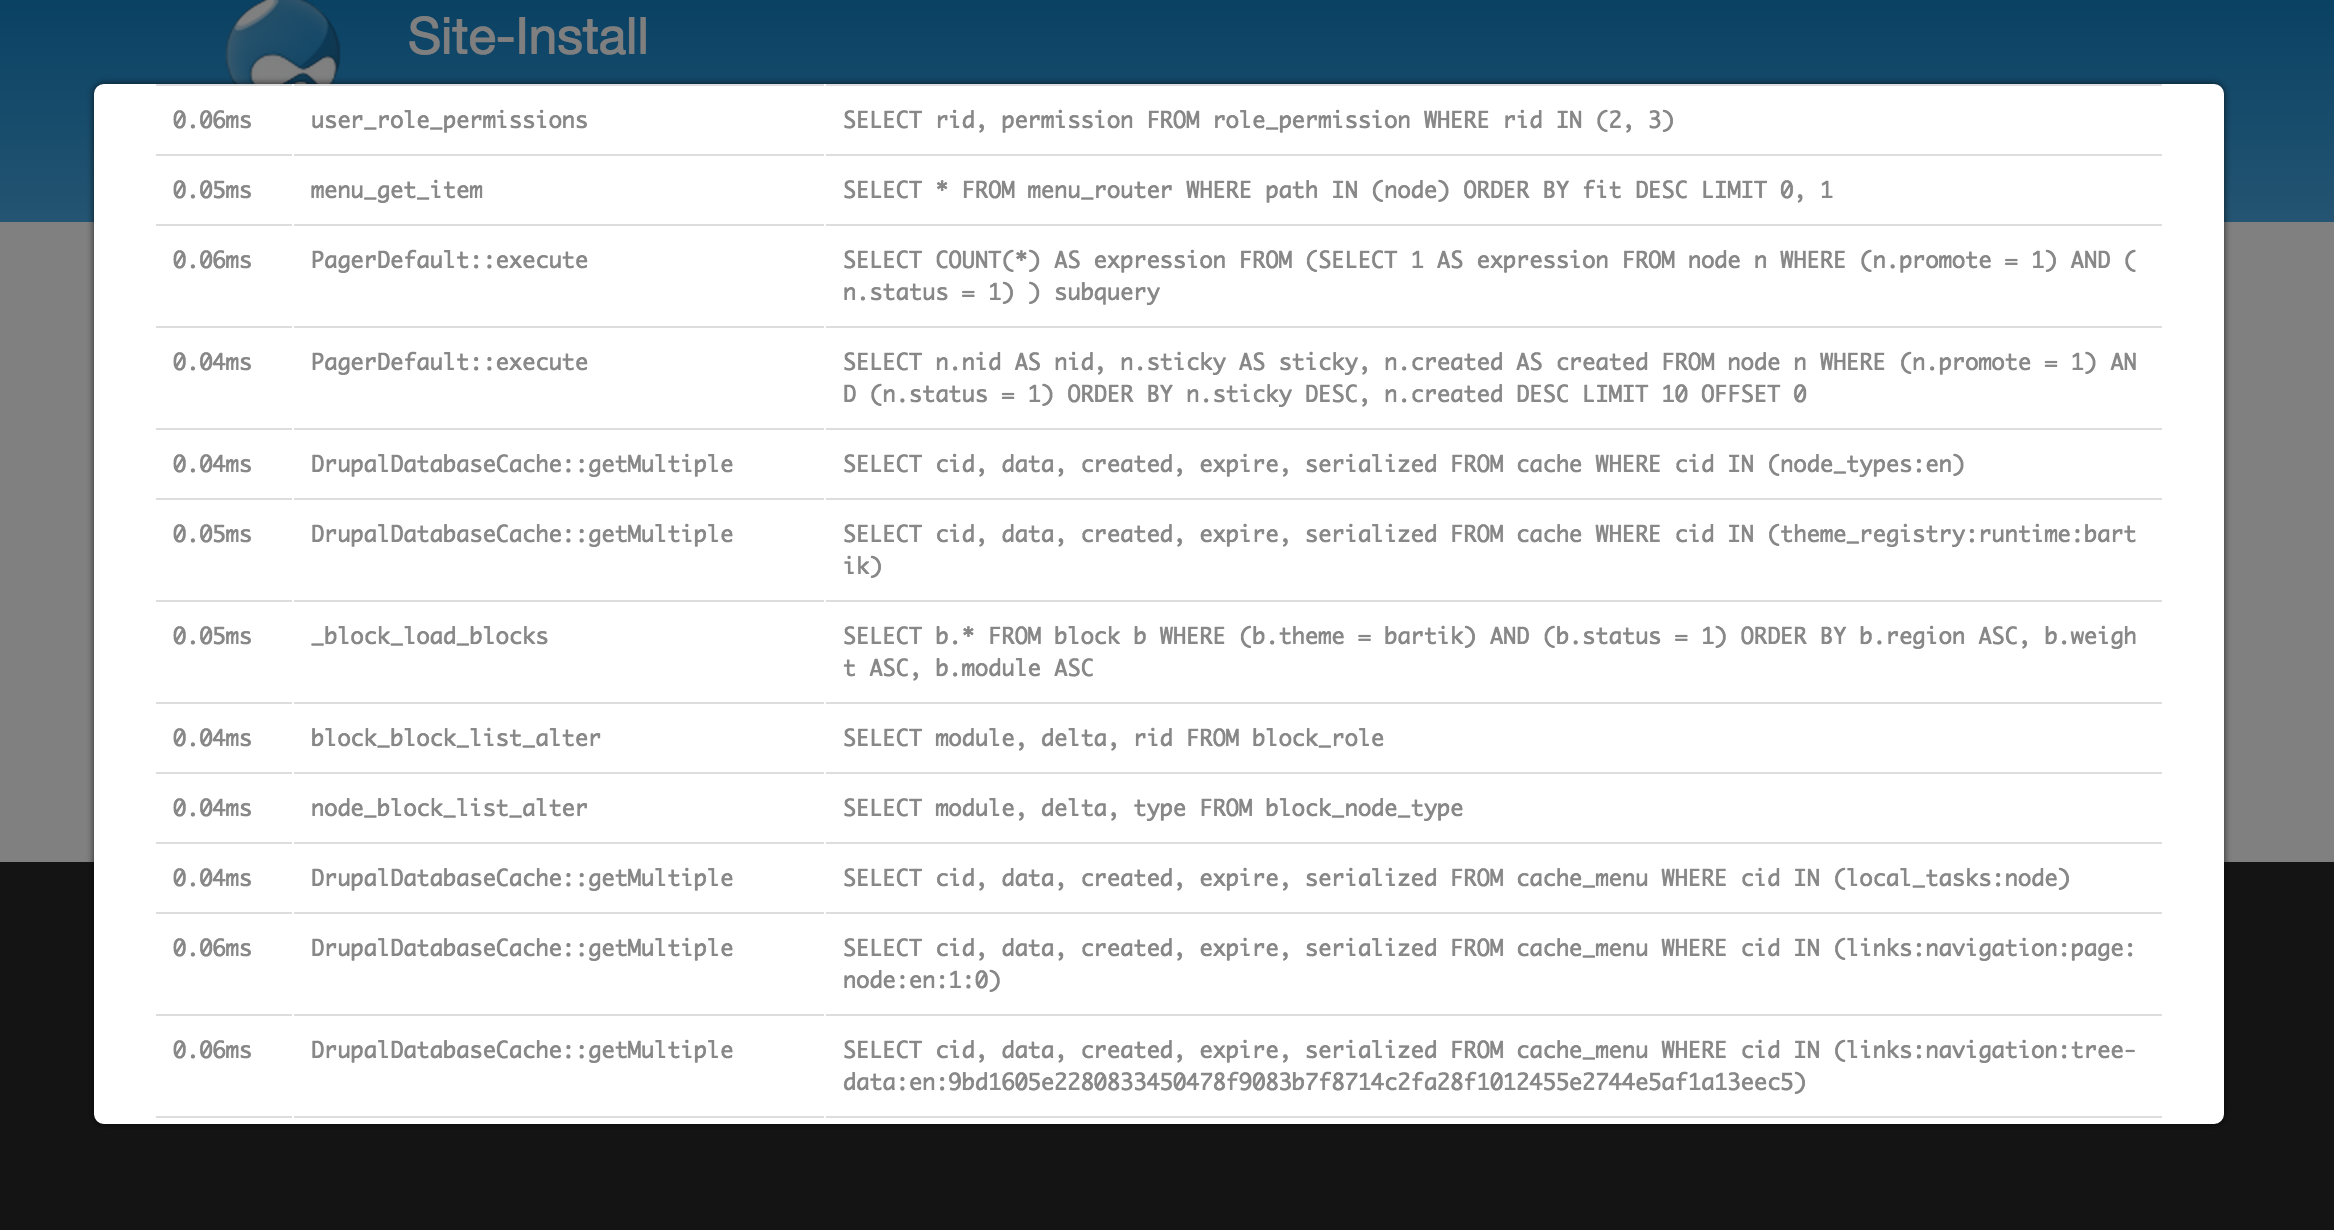 Site-Install
0.06ms user_role_permissions SELECT rid, permission FROM role_permission WHERE rid IN (2, 3)
0.05ms menu_get_item SELECT * FROM menu_router WHERE path IN (node) ORDER BY fit DESC LIMIT 0, 1
0.06ms PagerDefault::execute SELECT COUNT(*) AS expression FROM (SELECT 1 AS expression FROM node n WHERE (n.promote = 1) AND (
n.status = 1) ) subquery
0.04ms PagerDefault::execute SELECT n.nid AS nid, n.sticky AS sticky, n.created AS created FROM node n WHERE (n.promote = 1) AN
D (n.status = 1) ORDER BY n.sticky DESC, n.created DESC LIMIT 10 OFFSET 0
0.04ms DrupalDatabaseCache::getMultiple SELECT cid, data, created, expire, serialized FROM cache WHERE cid IN (node_types:en)
0.05ms DrupalDatabaseCache::getMultiple SELECT cid, data, created, expire, serialized FROM cache WHERE cid IN (theme_registry:runtime:bart
ik)
0.05ms _block_load_blocks SELECT b.* FROM block b WHERE (b.theme = bartik) AND (b.status = 1) ORDER BY b.region ASC, b.weigh
t ASC, b.module ASC
0.04ms block_block_list_alter SELECT module, delta, rid FROM block_role
0.04ms node_block_list_alter SELECT module, delta, type FROM block_node_type
0.04ms DrupalDatabaseCache::getMultiple SELECT cid, data, created, expire, serialized FROM cache_menu WHERE cid IN (local_tasks:node)
0.06ms DrupalDatabaseCache::getMultiple SELECT cid, data, created, expire, serialized FROM cache_menu WHERE cid IN (links:navigation:page:
node:en:1:0)
0.06ms DrupalDatabaseCache::getMultiple SELECT cid, data, created, expire, serialized FROM cache_menu WHERE cid IN (links:navigation:tree-
data:en:9bd1605e2280833450478f9083b7f8714c2fa28f1012455e2744e5af1a13eec5)